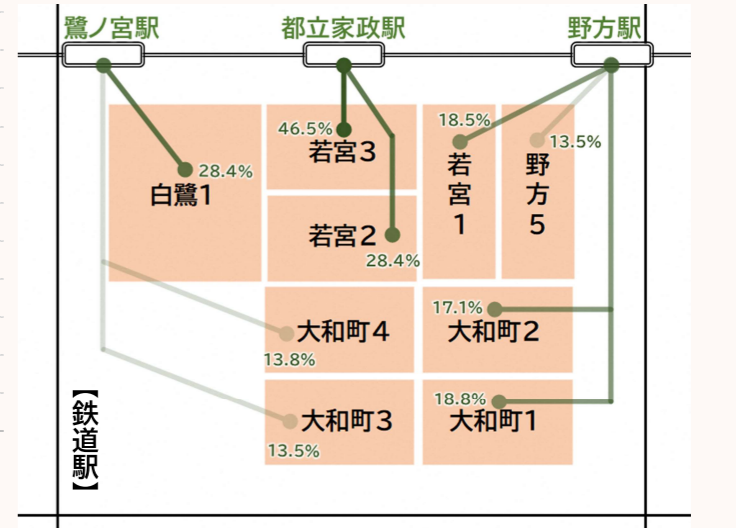 鷺ノ宮駅
都立家政駅
野方駅
46.5%
若宮3
18.5%
若宮1
13.5%
野方5
28.4%
白鷺1
若宮2
28.4%
大和町4
13.8%
17.1%
大和町2
大和町3
13.5%
18.8%
大和町1
【鉄道駅】